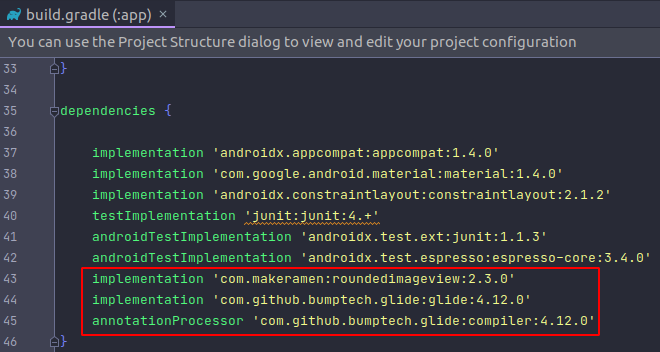 build.gradle (:app) ×
You can use the Project Structure dialog to view and edit your project configuration
33 }
34
35 dependencies {
36
37 implementation 'androidx.appcompat:appcompat:1.4.0'
38 implementation 'com.google.android.material:material:1.4.0'
39 implementation 'androidx.constraintlayout:constraintlayout:2.1.2'
40 testImplementation 'junit:junit:4.+'
41 androidTestImplementation 'androidx.test.ext:junit:1.1.3'
42 androidTestImplementation 'androidx.test.espresso:espresso-core:3.4.0'
43 implementation 'com.makeramen:roundedimageview:2.3.0'
44 implementation 'com.github.bumptech.glide:glide:4.12.0'
45 annotationProcessor 'com.github.bumptech.glide:compiler:4.12.0'
46 }